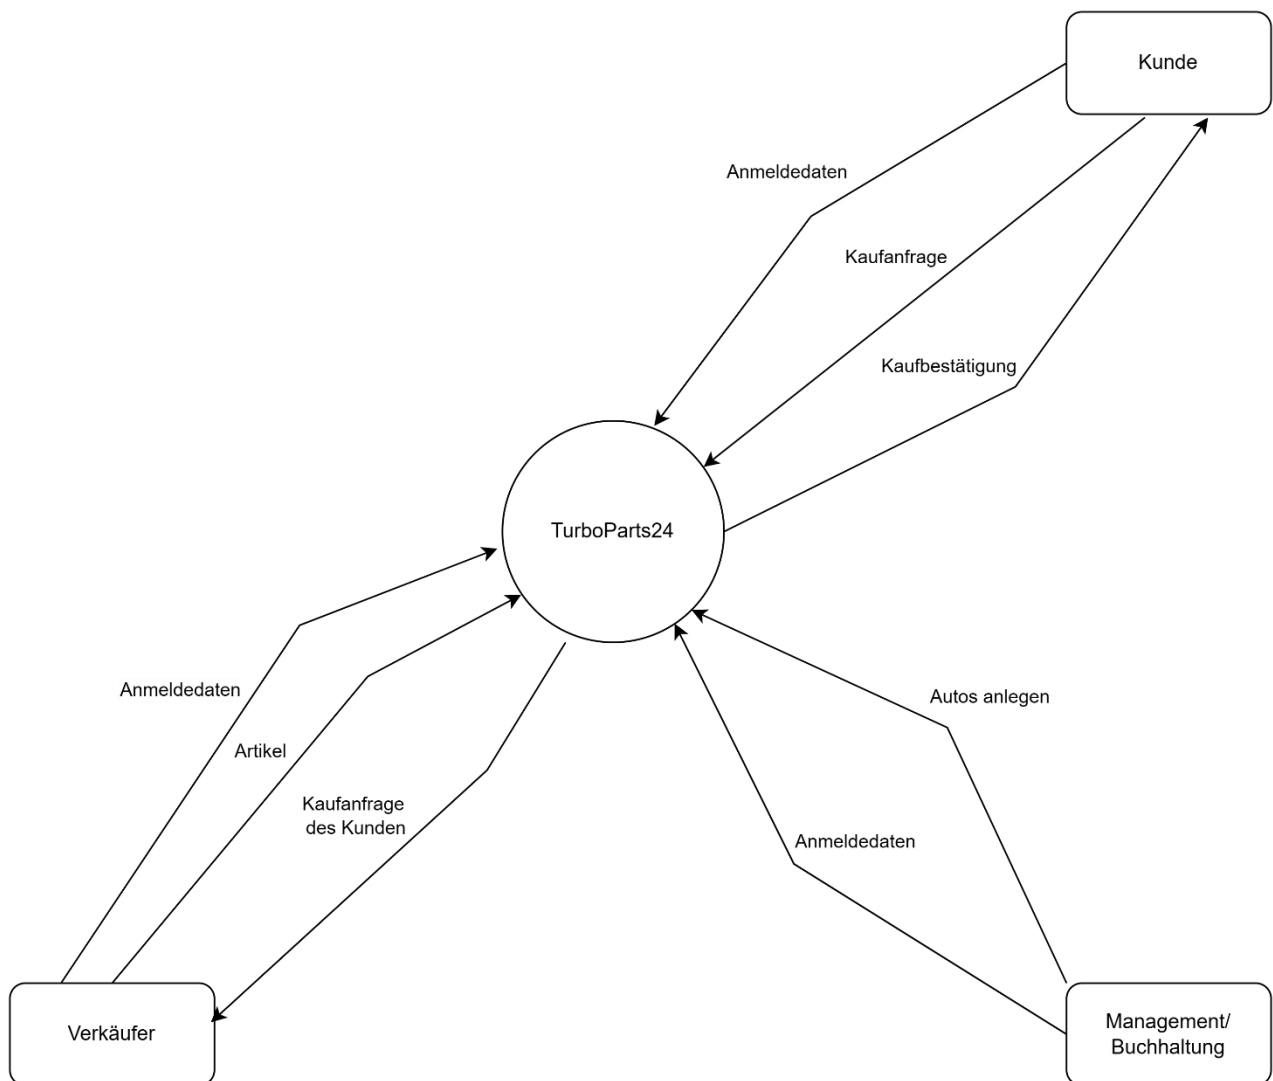 Kunde
Anmeldedaten
Kaufanfrage
Kaufbestätigung
TurboParts24
Anmeldedaten
Artikel
Kaufanfrage
des Kunden
Autos anlegen
Anmeldedaten
Verkäufer
Management/
Buchhaltung